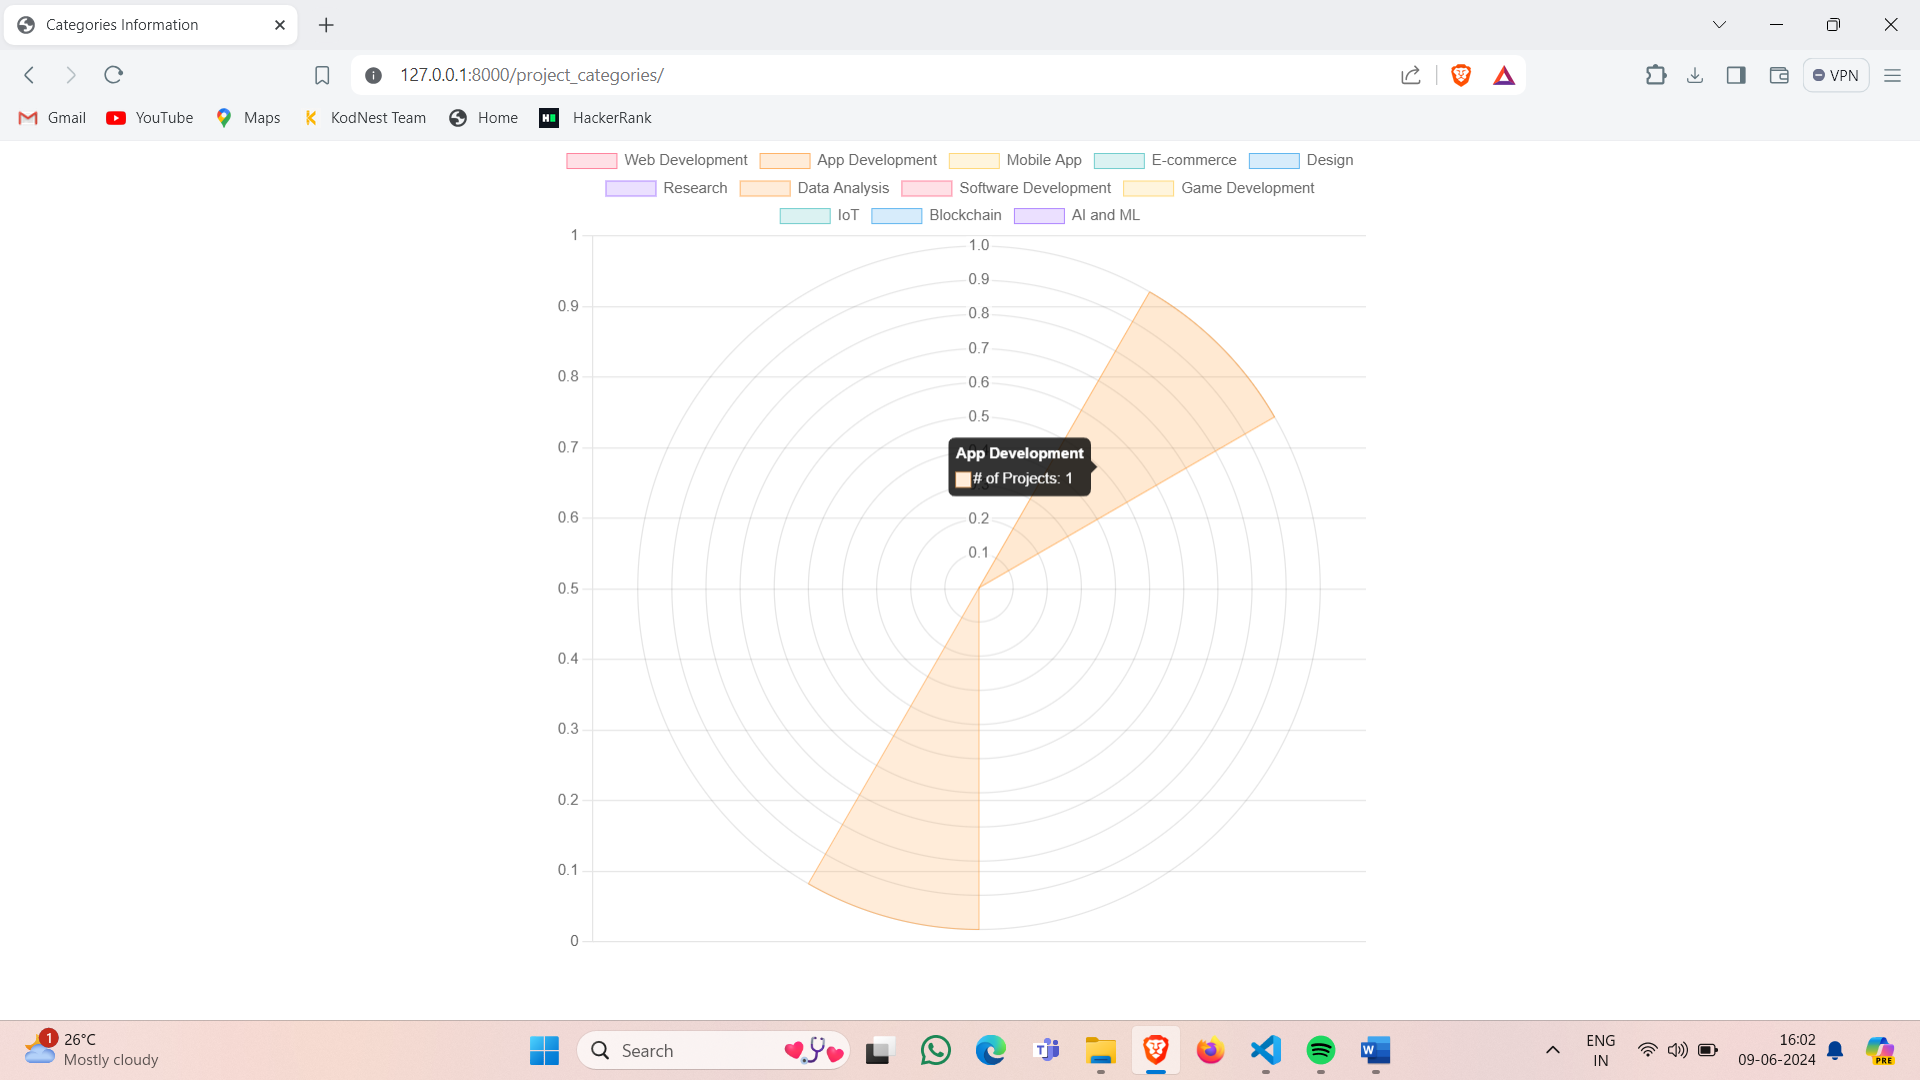 Categories Information
127.0.0.1:8000/project_categories/
VPN
Gmail YouTube Maps KodNest Team Home HackerRank
Web Development App Development Mobile App E-commerce Design
Research Data Analysis Software Development Game Development
IoT Blockchain AI and ML
1
0.9
0.8
0.7
0.6
0.5
0.4
0.3
0.2
0.1
0
1.0
0.9
0.8
0.7
0.6
0.5
App Development
# of Projects: 1
0.2
0.1
1
26°C
Mostly cloudy
Search
ENG
IN
16:02
09-06-2024
PRE